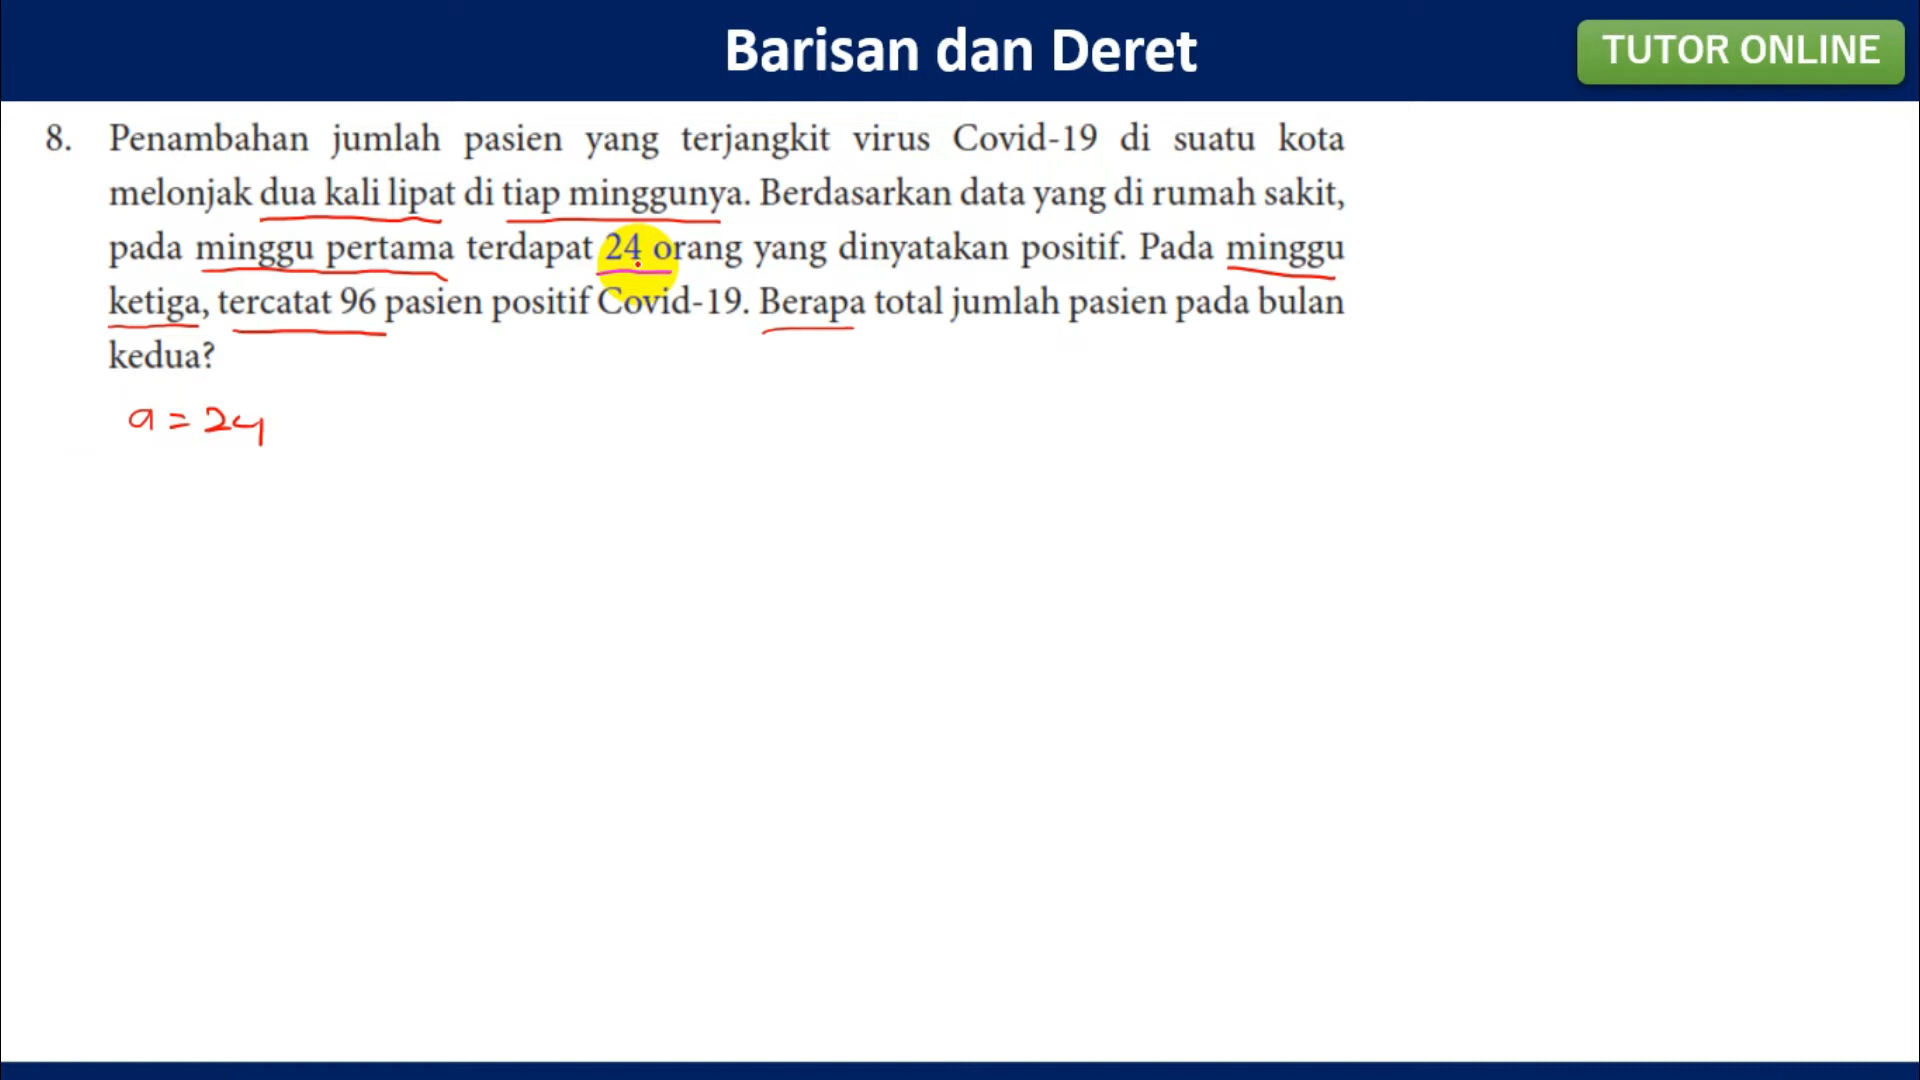 Barisan dan Deret
TUTOR ONLINE
8. Penambahan jumlah pasien yang terjangkit virus Covid-19 di suatu kota
melonjak dua kali lipat di tiap minggunya. Berdasarkan data yang di rumah sakit,
pada minggu pertama terdapat 24 orang yang dinyatakan positif. Pada minggu
ketiga, tercatat 96 pasien positif Covid-19. Berapa total jumlah pasien pada bulan
kedua?
a = 24